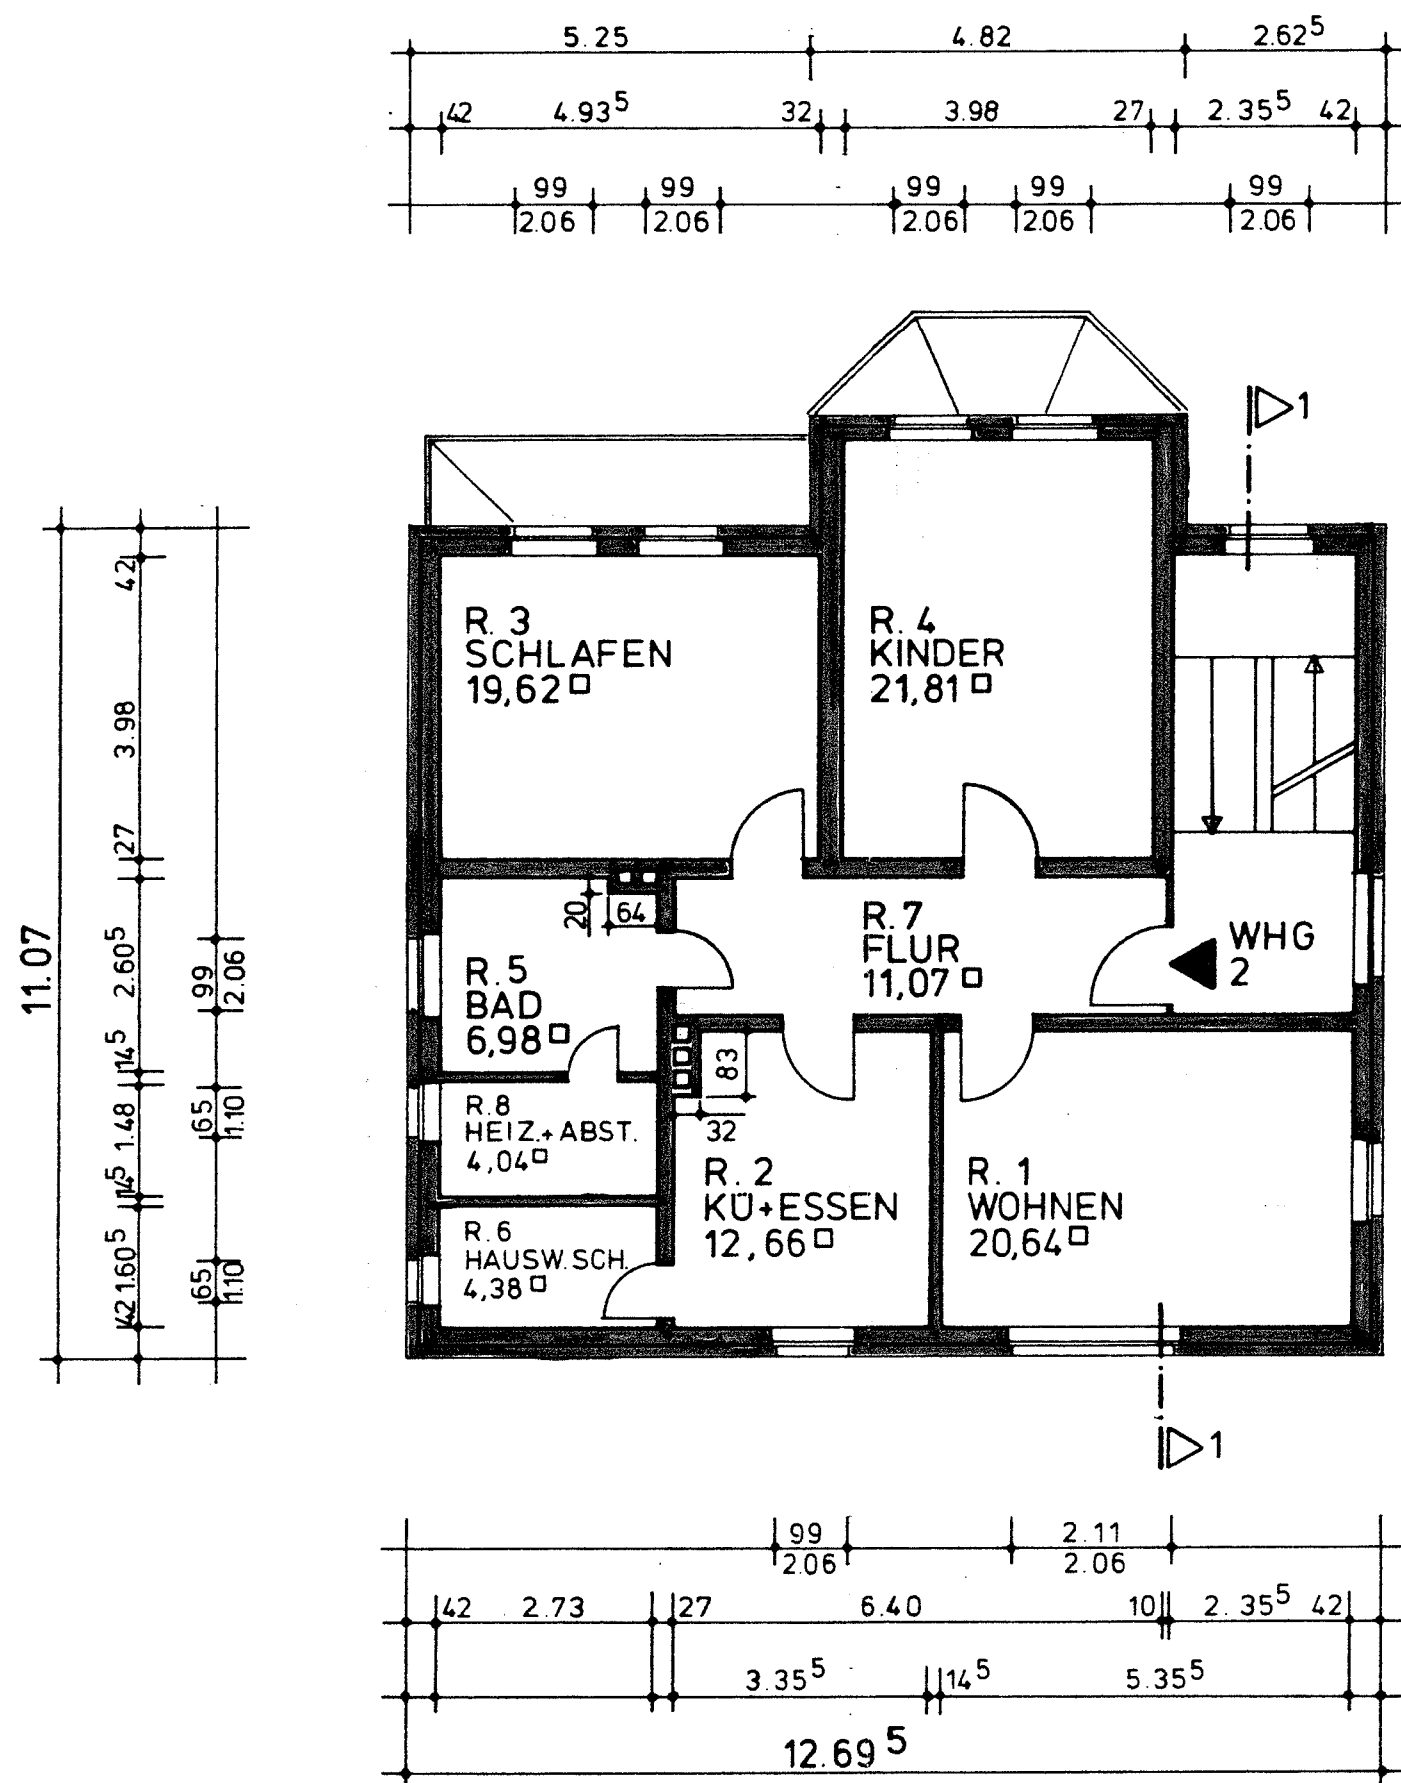 5.25 4.82 2.62⁵
42 4.93⁵ 32 3.98 27 2.35⁵ 42
99 99 99 99 99
2.06 2.06 2.06 2.06 2.06
1
R. 3
SCHLAFEN
19,62
R. 4
KINDER
21,81
42
3.98
27
2.60⁵
14⁵
1.48
14⁵
1.60⁵
42
11.07
99
2.06
65
1.10
65
1.10
20
64
R. 7
FLUR
11,07
WHG
2
R. 5
BAD
6,98
83
32
R.8
HEIZ.+ABST.
4,04
R. 6
HAUSW.SCH.
4,38
R. 2
KÜ+ESSEN
12,66
R. 1
WOHNEN
20,64
1
99 2.11
2.06 2.06
42 2.73 27 6.40 10 2.35⁵ 42
3.35⁵ 14⁵ 5.35⁵
12.69⁵